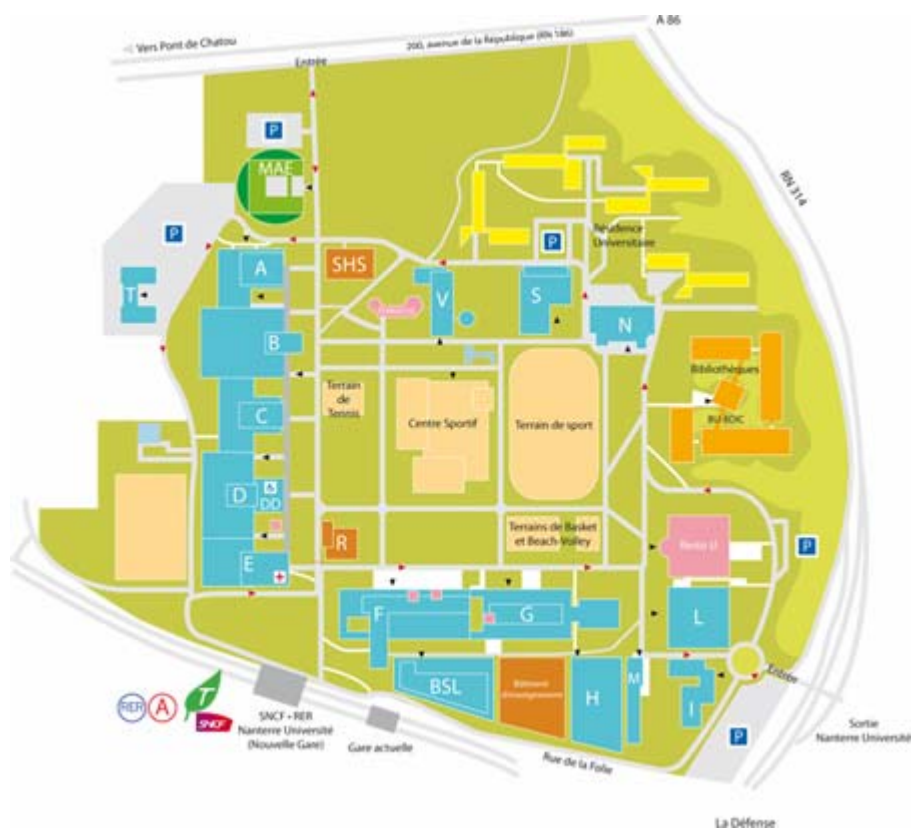 A 86
Vers Pont de Chatou
200, Avenue de la République (RN 186)
Entrée
P
MAE
RN 314
P
P
Résidence
Universitaire
A
SHS
T
V
S
N
B
Bibliothèques
Terrain
de
Tennis
C
Centre Sportif
Terrain de sport
BU-BDIC
D
DD
R
Terrains de Basket
et Beach-Volley
Resto U
P
E
F
G
L
BSL
Bâtiment
d'enseignement
H
M
I
Entrée
RER
A
T
SNCF
SNCF • RER
Nanterre Université
(Nouvelle Gare)
Gare actuelle
Rue de la Folie
P
Sortie
Nanterre Université
La Défense